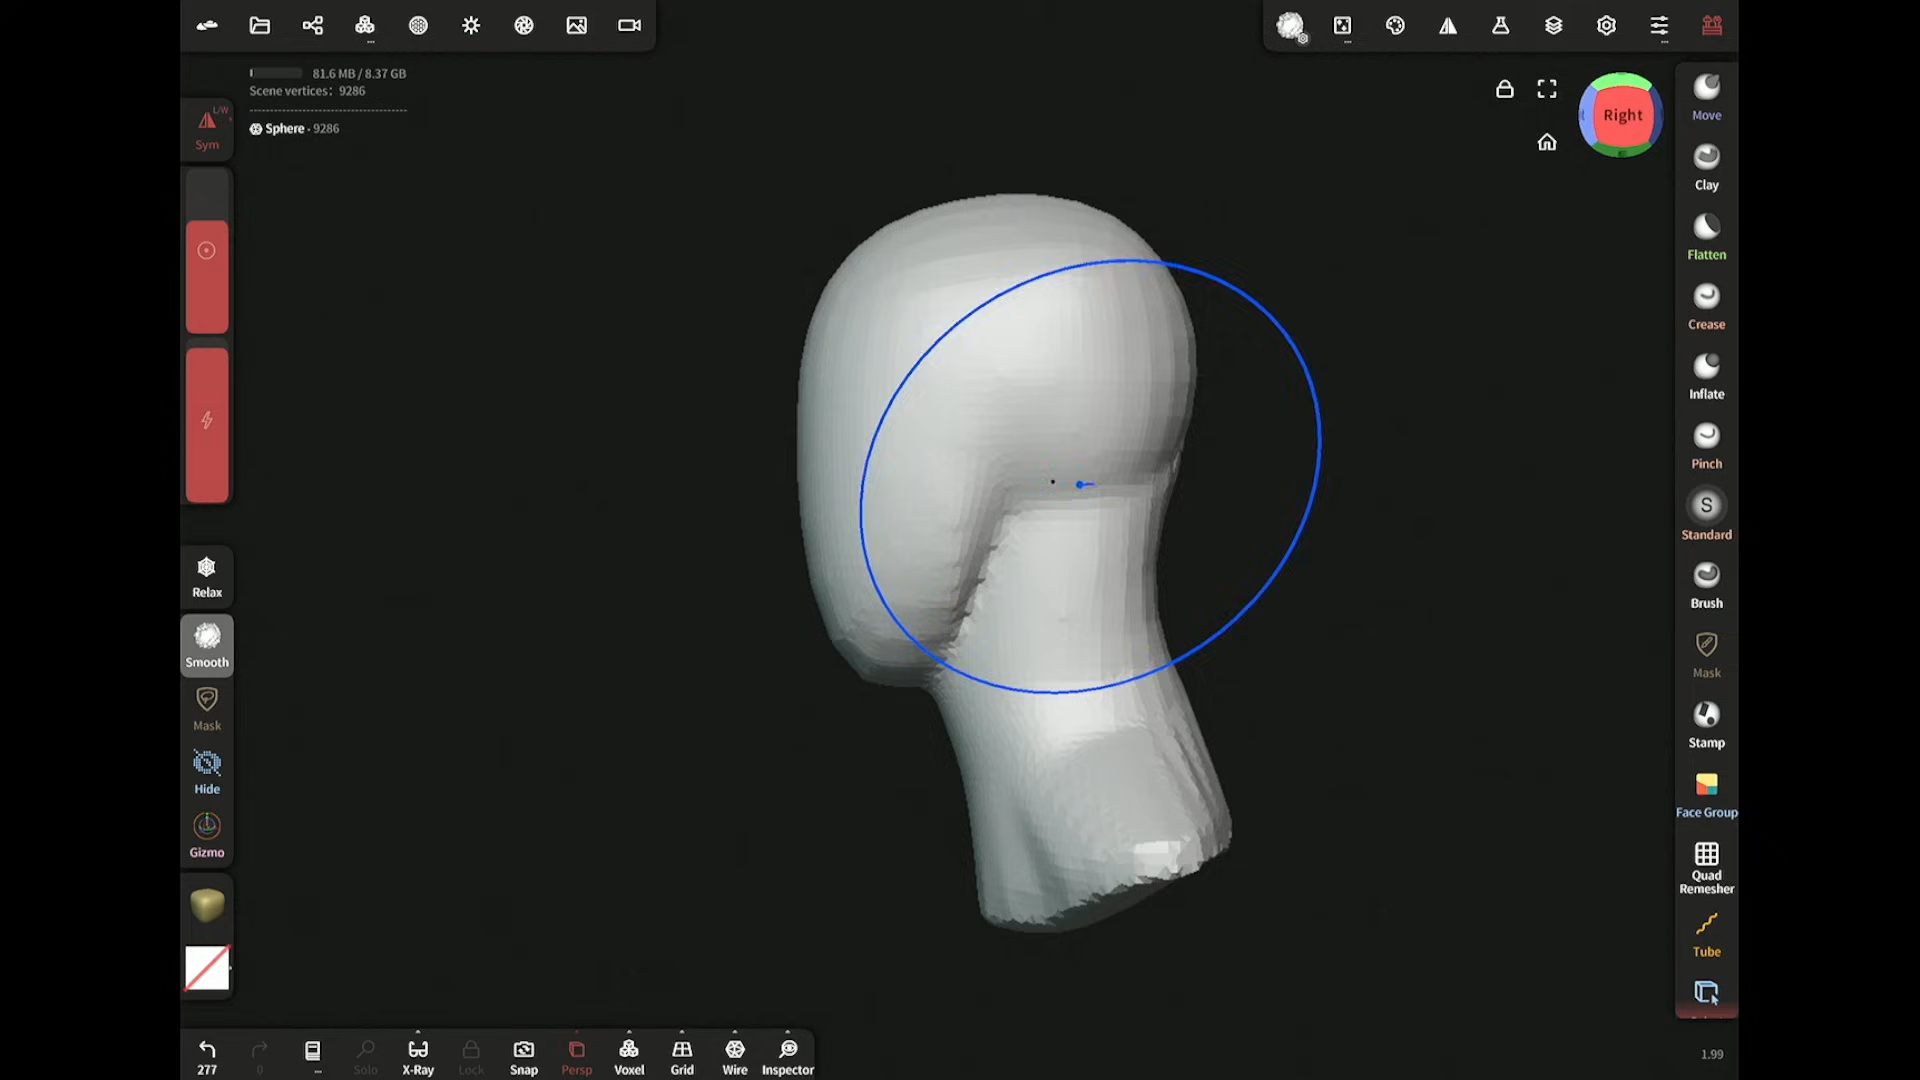 81.6 MB / 8.37 GB
Scene vertices: 9286
Sphere · 9286
L/W
Sym
Relax
Smooth
Mask
Hide
Gizmo
Right
Move
Clay
Flatten
Crease
Inflate
Pinch
S
Standard
Brush
Mask
Stamp
Face Group
Quad
Remesher
Tube
277
0
Solo
X-Ray
Lock
Snap
Persp
Voxel
Grid
Wire
Inspector
1.99